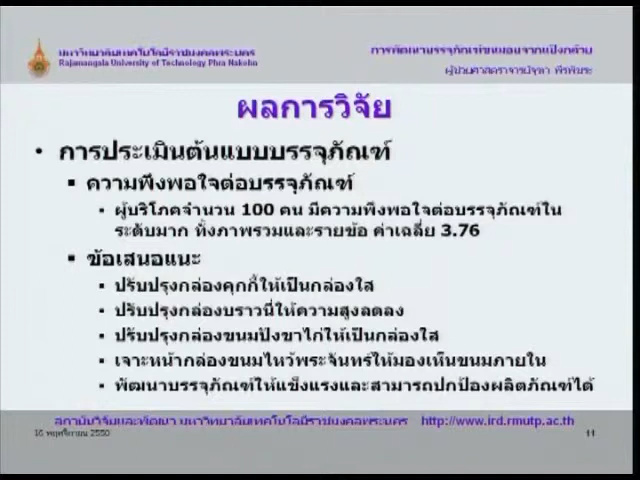 มหาวิทยาลัยเทคโนโลยีราชมงคลพระนคร
Rajamangala University of Technology Phra Nakohn
การพัฒนาบรรจุภัณฑ์ขนมอบจากแป้งกล้วย
ผู้ช่วยศาสตราจารย์จุฑา พีรพัชระ
ผลการวิจัย
• การประเมินต้นแบบบรรจุภัณฑ์
▪ ความพึงพอใจต่อบรรจุภัณฑ์
▪ ผู้บริโภคจำนวน 100 คน มีความพึงพอใจต่อบรรจุภัณฑ์ใน
ระดับมาก ทั้งภาพรวมและรายข้อ ค่าเฉลี่ย 3.76
▪ ข้อเสนอแนะ
▪ ปรับปรุงกล่องคุกกี้ให้เป็นกล่องใส
▪ ปรับปรุงกล่องบราวนี่ให้ความสูงลดลง
▪ ปรับปรุงกล่องขนมปังขาไก่ให้เป็นกล่องใส
▪ เจาะหน้ากล่องขนมไหว้พระจันทร์ให้มองเห็นขนมภายใน
▪ พัฒนาบรรจุภัณฑ์ให้แข็งแรงและสามารถปกป้องผลิตภัณฑ์ได้
สถาบันวิจัยและพัฒนา มหาวิทยาลัยเทคโนโลยีราชมงคลพระนคร http://www.ird.rmutp.ac.th
16 พฤศจิกายน 2550
11